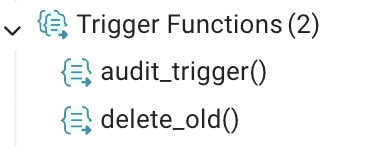 Trigger Functions (2)
audit_trigger()
delete_old()